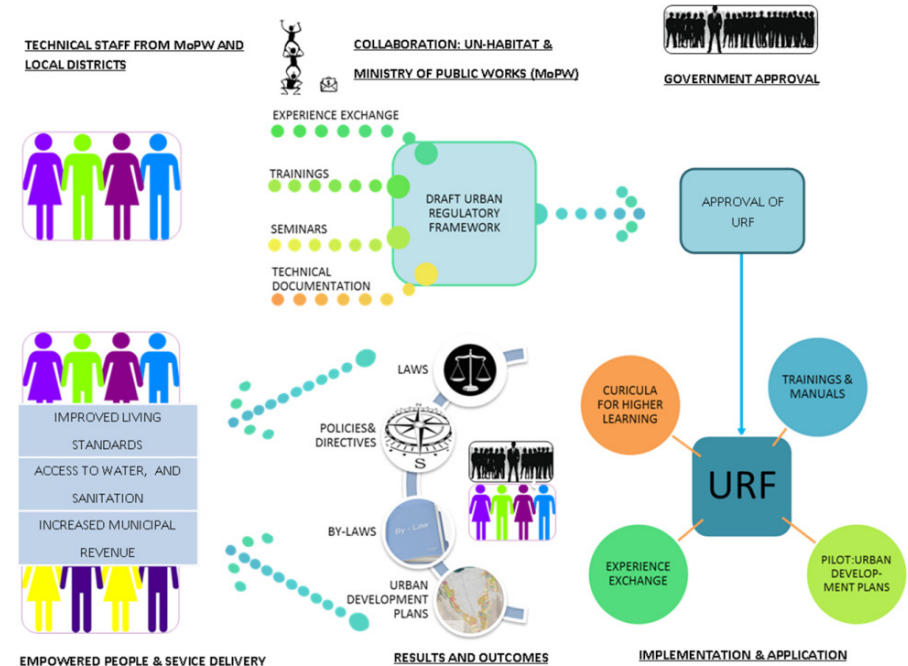 TECHNICAL STAFF FROM MoPW AND
LOCAL DISTRICTS
COLLABORATION: UN-HABITAT &
MINISTRY OF PUBLIC WORKS (MoPW)
GOVERNMENT APPROVAL
EXPERIENCE EXCHANGE
TRAININGS
SEMINARS
TECHNICAL
DOCUMENTATION
DRAFT URBAN
REGULATORY
FRAMEWORK
APPROVAL OF
URF
CURICULA
FOR HIGHER
LEARNING
TRAININGS &
MANUALS
URF
EXPERIENCE
EXCHANGE
PILOT:URBAN
DEVELOP-
MENT PLANS
IMPLEMENTATION & APPLICATION
LAWS
POLICIES&
DIRECTIVES
S
BY-LAWS
By - Law
URBAN
DEVELOPMENT
PLANS
RESULTS AND OUTCOMES
IMPROVED LIVING
STANDARDS
ACCESS TO WATER, AND
SANITATION
INCREASED MUNICIPAL
REVENUE
EMPOWERED PEOPLE & SEVICE DELIVERY